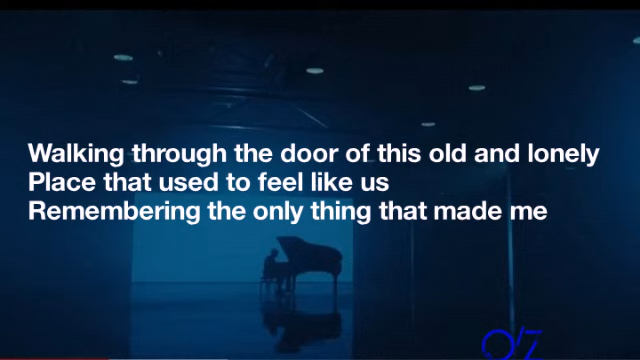 Walking through the door of this old and lonely
Place that used to feel like us
Remembering the only thing that made me